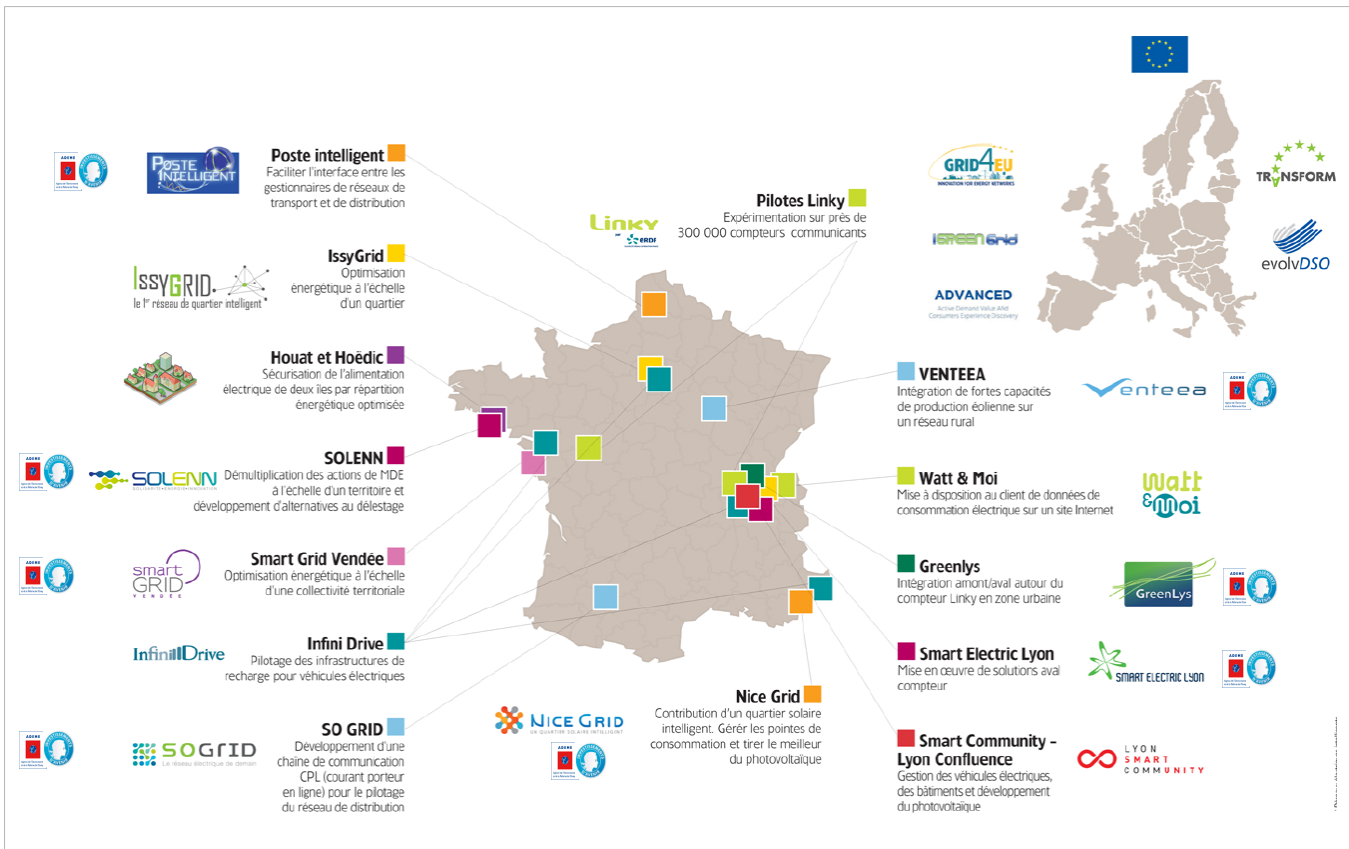 POSTE INTELLIGENT
Poste intelligent
Faciliter l'interface entre les
gestionnaires de réseaux de
transport et de distribution
ISSYGRID
le 1er réseau de quartier intelligent
IssyGrid
Optimisation
énergétique à l'échelle
d'un quartier
Houat et Hoëdic
Sécurisation de l'alimentation
électrique de deux îles par répartition
énergétique optimisée
ADEME
SOLENN
SOLENN
Démultiplication des actions de MDE
à l'échelle d'un territoire et
développement d'alternatives au délestage
smart
GRID
VENDÉE
Smart Grid Vendée
Optimisation énergétique à l'échelle
d'une collectivité territoriale
InfiniDrive
Infini Drive
Pilotage des infrastructures de
recharge pour véhicules électriques
SOGRID
Le réseau électrique de demain
SO GRID
Développement d'une
chaîne de communication
CPL (courant porteur
en ligne) pour le pilotage
du réseau de distribution
Linky
ERDF
Pilotes Linky
Expérimentation sur près de
300 000 compteurs communicants
NICE GRID
UN QUARTIER SOLAIRE INTELLIGENT
Nice Grid
Contribution d'un quartier solaire
intelligent. Gérér les pointes de
consommation et tirer le meilleur
du photovoltaïque
GRID4EU
INNOVATION FOR ENERGY NETWORKS
iGREENGrid
ADVANCED
Active Demand Value ANd
Consumers Experience Discovery
TRANSFORM
evolvDSO
VENTEEA
Intégration de fortes capacités
de production éolienne sur
un réseau rural
Venteea
Watt & Moi
Mise à disposition au client de données de
consommation électrique sur un site Internet
Watt
&Moi
Greenlys
Intégration amont/aval autour du
compteur Linky en zone urbaine
GreenLys
Smart Electric Lyon
Mise en œuvre de solutions aval
compteur
SMART ELECTRIC LYON
Smart Community –
Lyon Confluence
Gestion des véhicules électriques,
des bâtiments et développement
du photovoltaïque
LYON
SMART
COMMUNITY